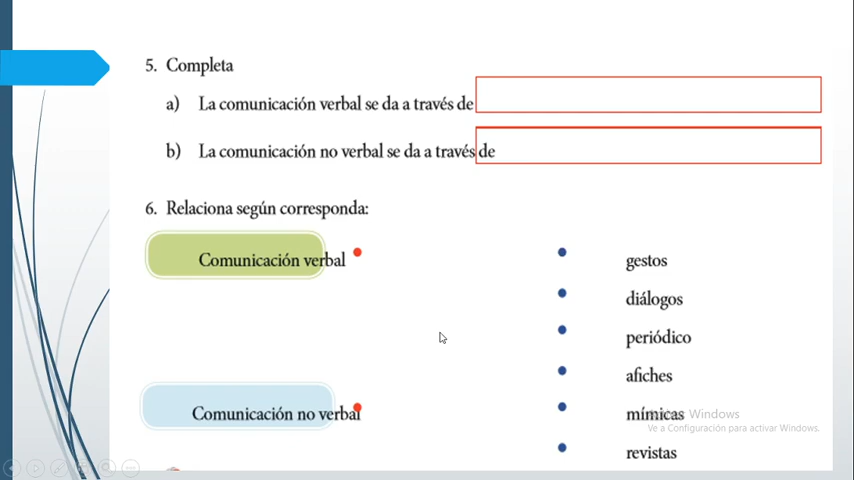 5. Completa
a) La comunicación verbal se da a través de
b) La comunicación no verbal se da a través de
6. Relaciona según corresponda:
Comunicación verbal
gestos
diálogos
periódico
afiches
Comunicación no verbal
mímicas
Windows
Ve a Configuración para activar Windows.
revistas